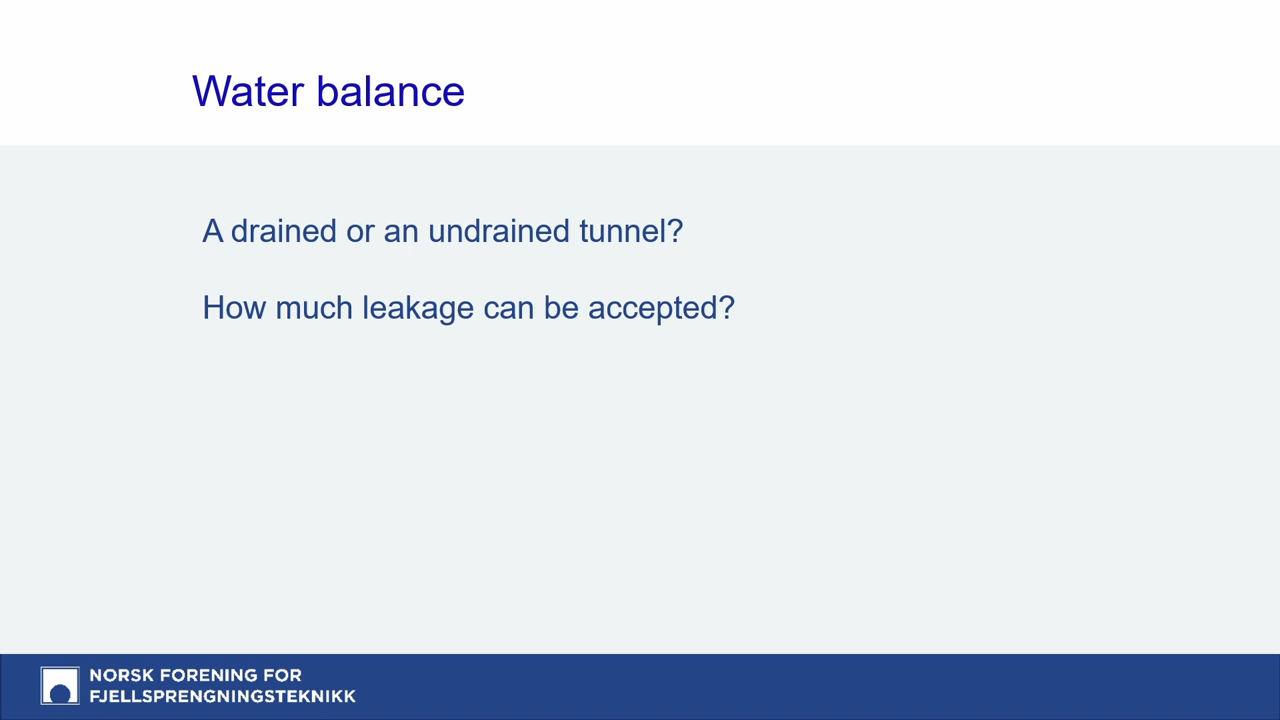 Water balance
A drained or an undrained tunnel?
How much leakage can be accepted?
NORSK FORENING FOR
FJELLSPRENGNINGSTEKNIKK